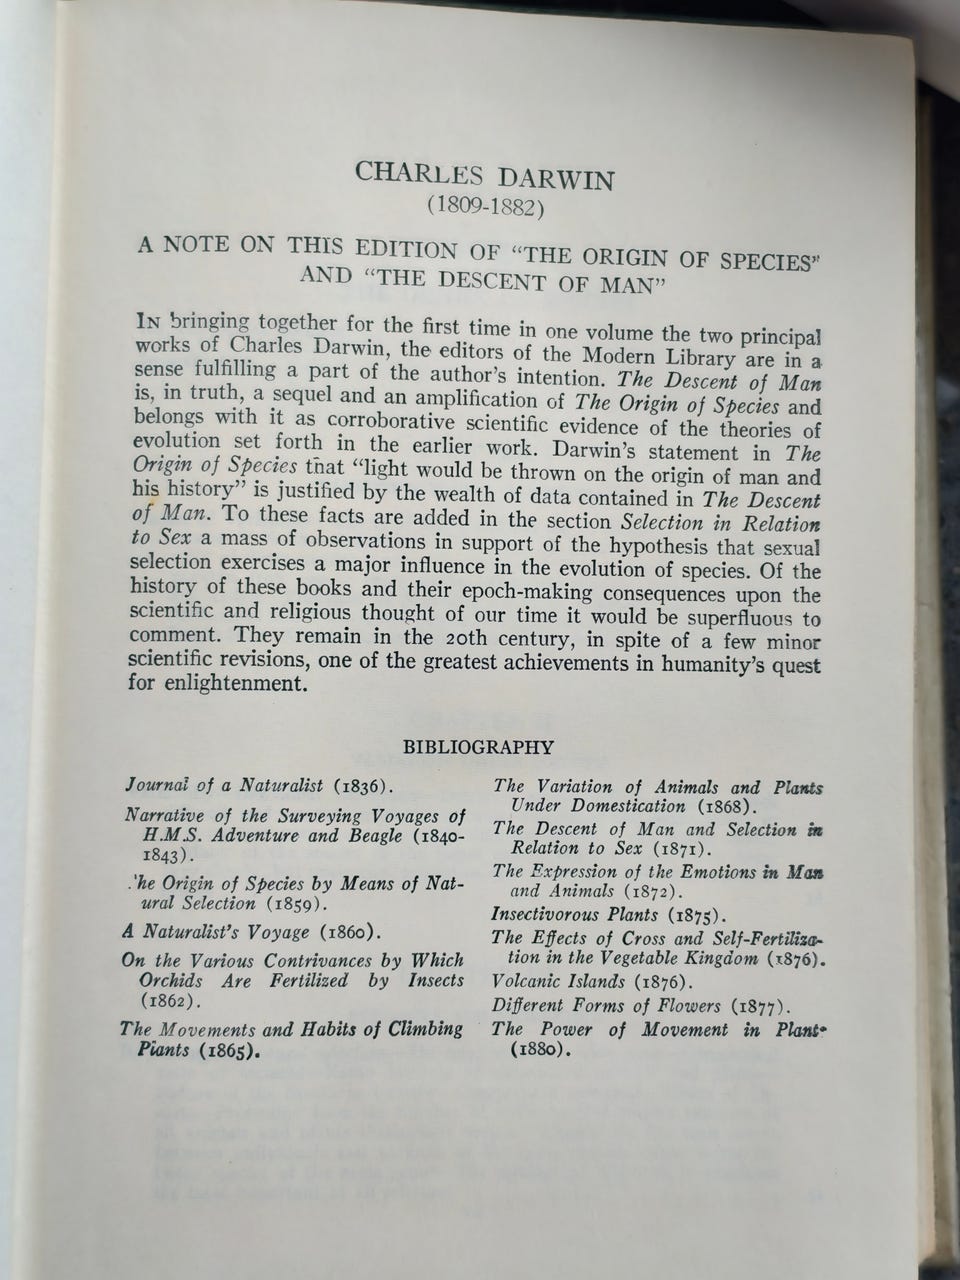 CHARLES DARWIN
(1809-1882)
A NOTE ON THIS EDITION OF “THE ORIGIN OF SPECIES”
AND “THE DESCENT OF MAN”
IN bringing together for the first time in one volume the two principal
works of Charles Darwin, the editors of the Modern Library are in a
sense fulfilling a part of the author’s intention. The Descent of Man
is, in truth, a sequel and an amplification of The Origin of Species and
belongs with it as corroborative scientific evidence of the theories of
evolution set forth in the earlier work. Darwin’s statement in The
Origin of Species that “light would be thrown on the origin of man and
his history” is justified by the wealth of data contained in The Descent
of Man. To these facts are added in the section Selection in Relation
to Sex a mass of observations in support of the hypothesis that sexual
selection exercises a major influence in the evolution of species. Of the
history of these books and their epoch-making consequences upon the
scientific and religious thought of our time it would be superfluous to
comment. They remain in the 20th century, in spite of a few minor
scientific revisions, one of the greatest achievements in humanity’s quest
for enlightenment.
BIBLIOGRAPHY
Journal of a Naturalist (1836).
Narrative of the Surveying Voyages of
H.M.S. Adventure and Beagle (1840-
1843).
The Origin of Species by Means of Nat-
ural Selection (1859).
A Naturalist’s Voyage (1860).
On the Various Contrivances by Which
Orchids Are Fertilized by Insects
(1862).
The Movements and Habits of Climbing
Plants (1865).
The Variation of Animals and Plants
Under Domestication (1868).
The Descent of Man and Selection in
Relation to Sex (1871).
The Expression of the Emotions in Man
and Animals (1872).
Insectivorous Plants (1875).
The Effects of Cross and Self-Fertiliza-
tion in the Vegetable Kingdom (1876).
Volcanic Islands (1876).
Different Forms of Flowers (1877).
The Power of Movement in Plants
(1880).